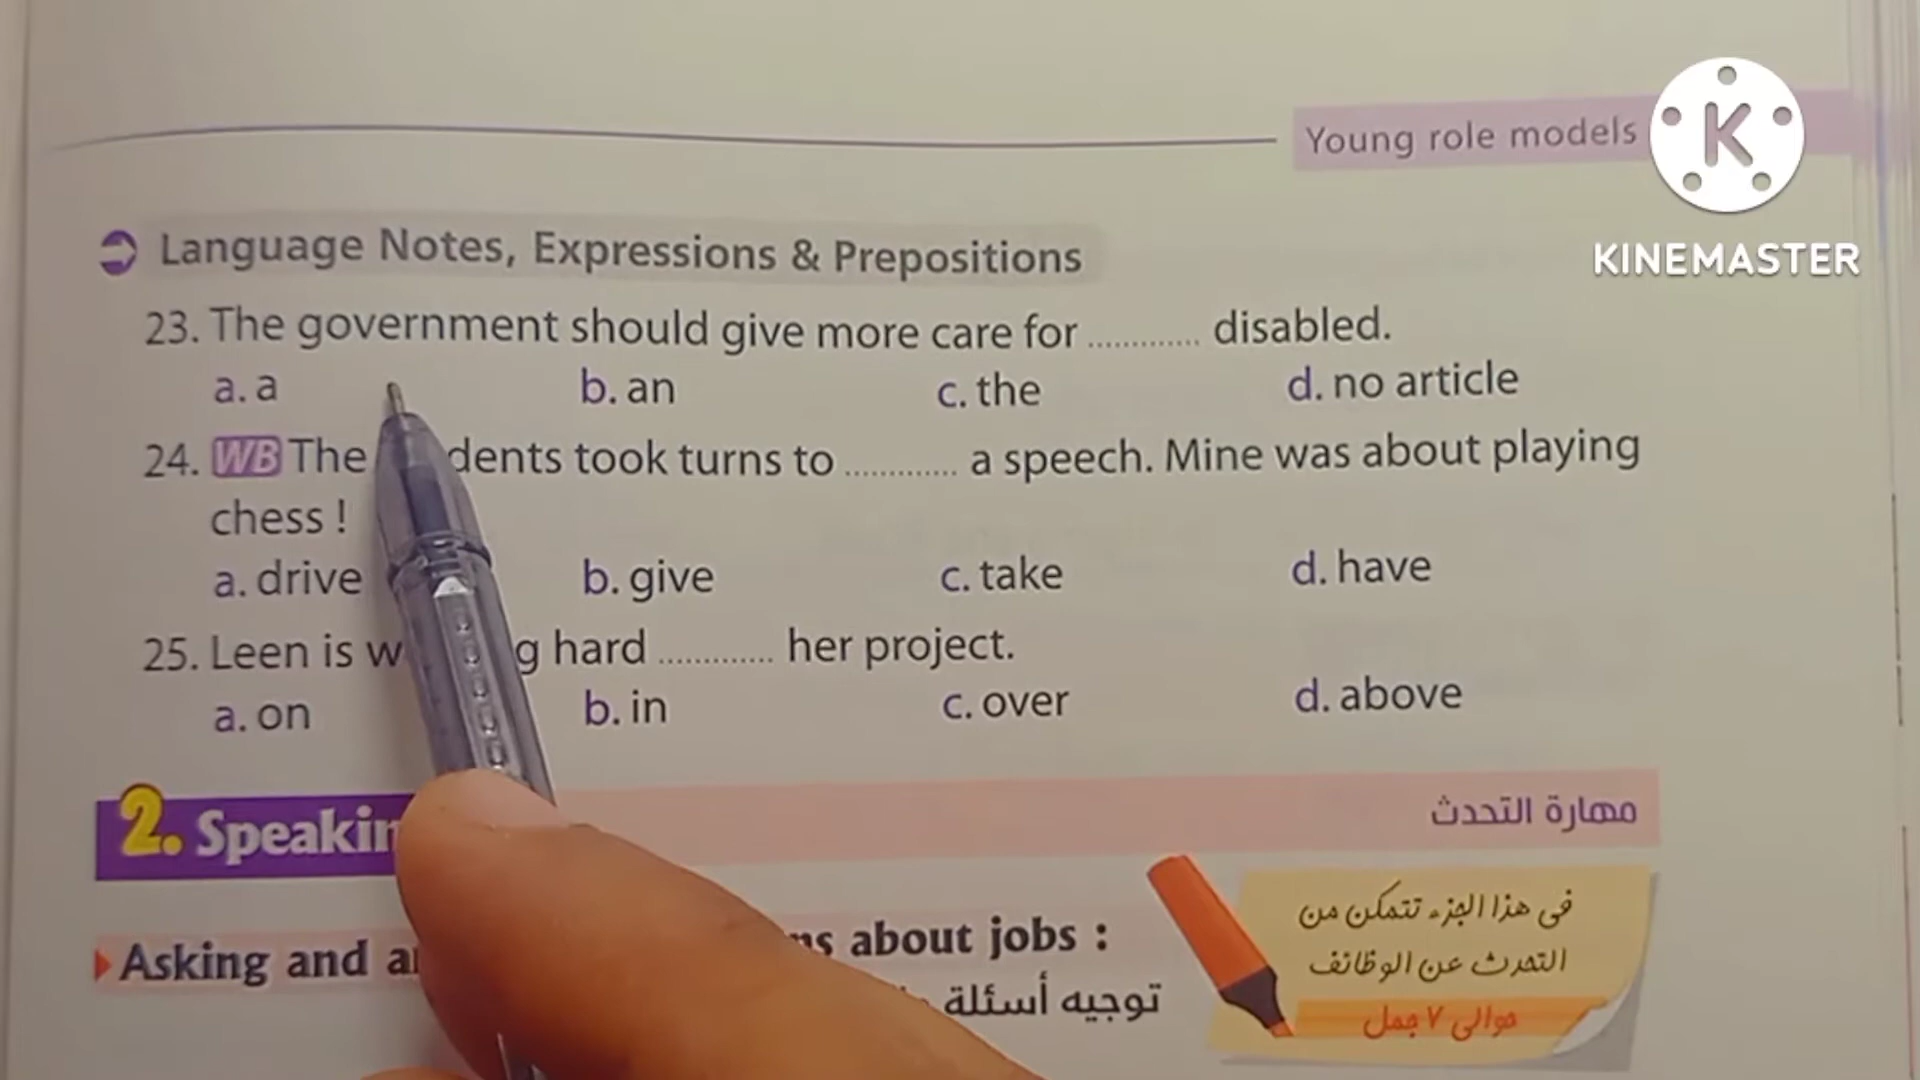 Young role models
K
KINEMASTER
Language Notes, Expressions & Prepositions
23. The government should give more care for ............ disabled.
a. a b. an c. the d. no article
24. WB The dents took turns to ............ a speech. Mine was about playing
chess !
a. drive b. give c. take d. have
25. Leen is w g hard ............ her project.
a. on b. in c. over d. above
2. Speakin
مهارة التحدث
Asking and a ns about jobs :
توجيه أسئلة
فى هذا الجزء تتمكن من
التحدث عن الوظائف
حوالى ٧ جمل